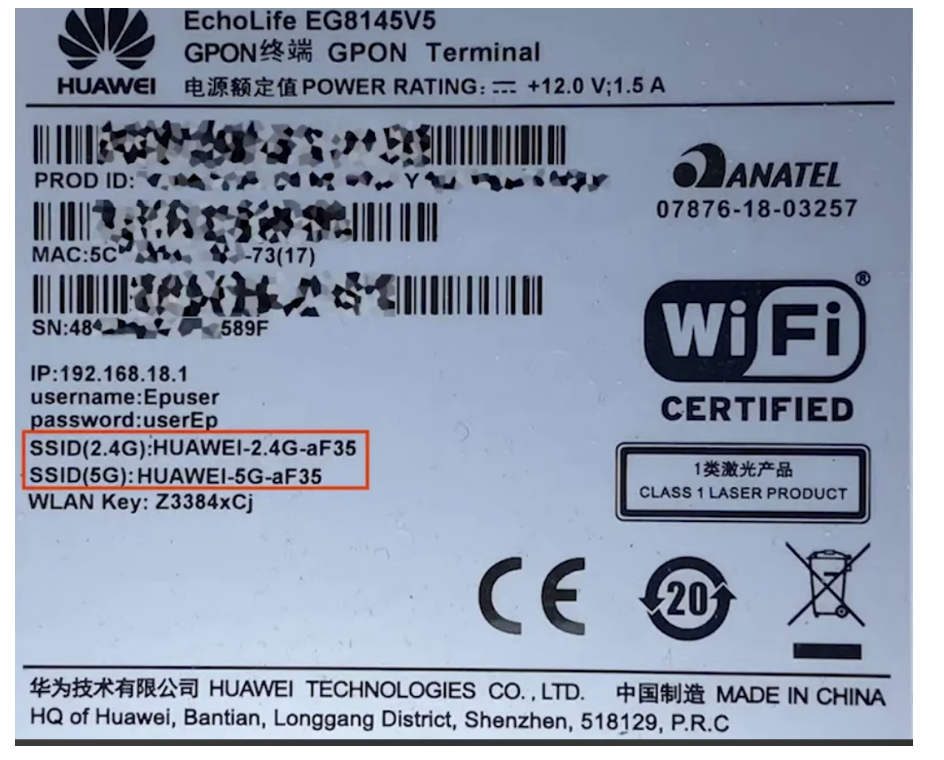 EchoLife EG8145V5
GPON终端 GPON Terminal
HUAWEI
电源额定值POWER RATING: ⎓ +12.0 V;1.5 A
PROD ID: Y
ANATEL
07876-18-03257
MAC:5C -73(17)
SN:48 589F
WiFi®
CERTIFIED
IP:192.168.18.1
username:Epuser
password:userEp
SSID(2.4G):HUAWEI-2.4G-aF35
SSID(5G):HUAWEI-5G-aF35
WLAN Key: Z3384xCj
1类激光产品
CLASS 1 LASER PRODUCT
CE
20
华为技术有限公司 HUAWEI TECHNOLOGIES CO., LTD. 中国制造 MADE IN CHINA
HQ of Huawei, Bantian, Longgang District, Shenzhen, 518129, P.R.C